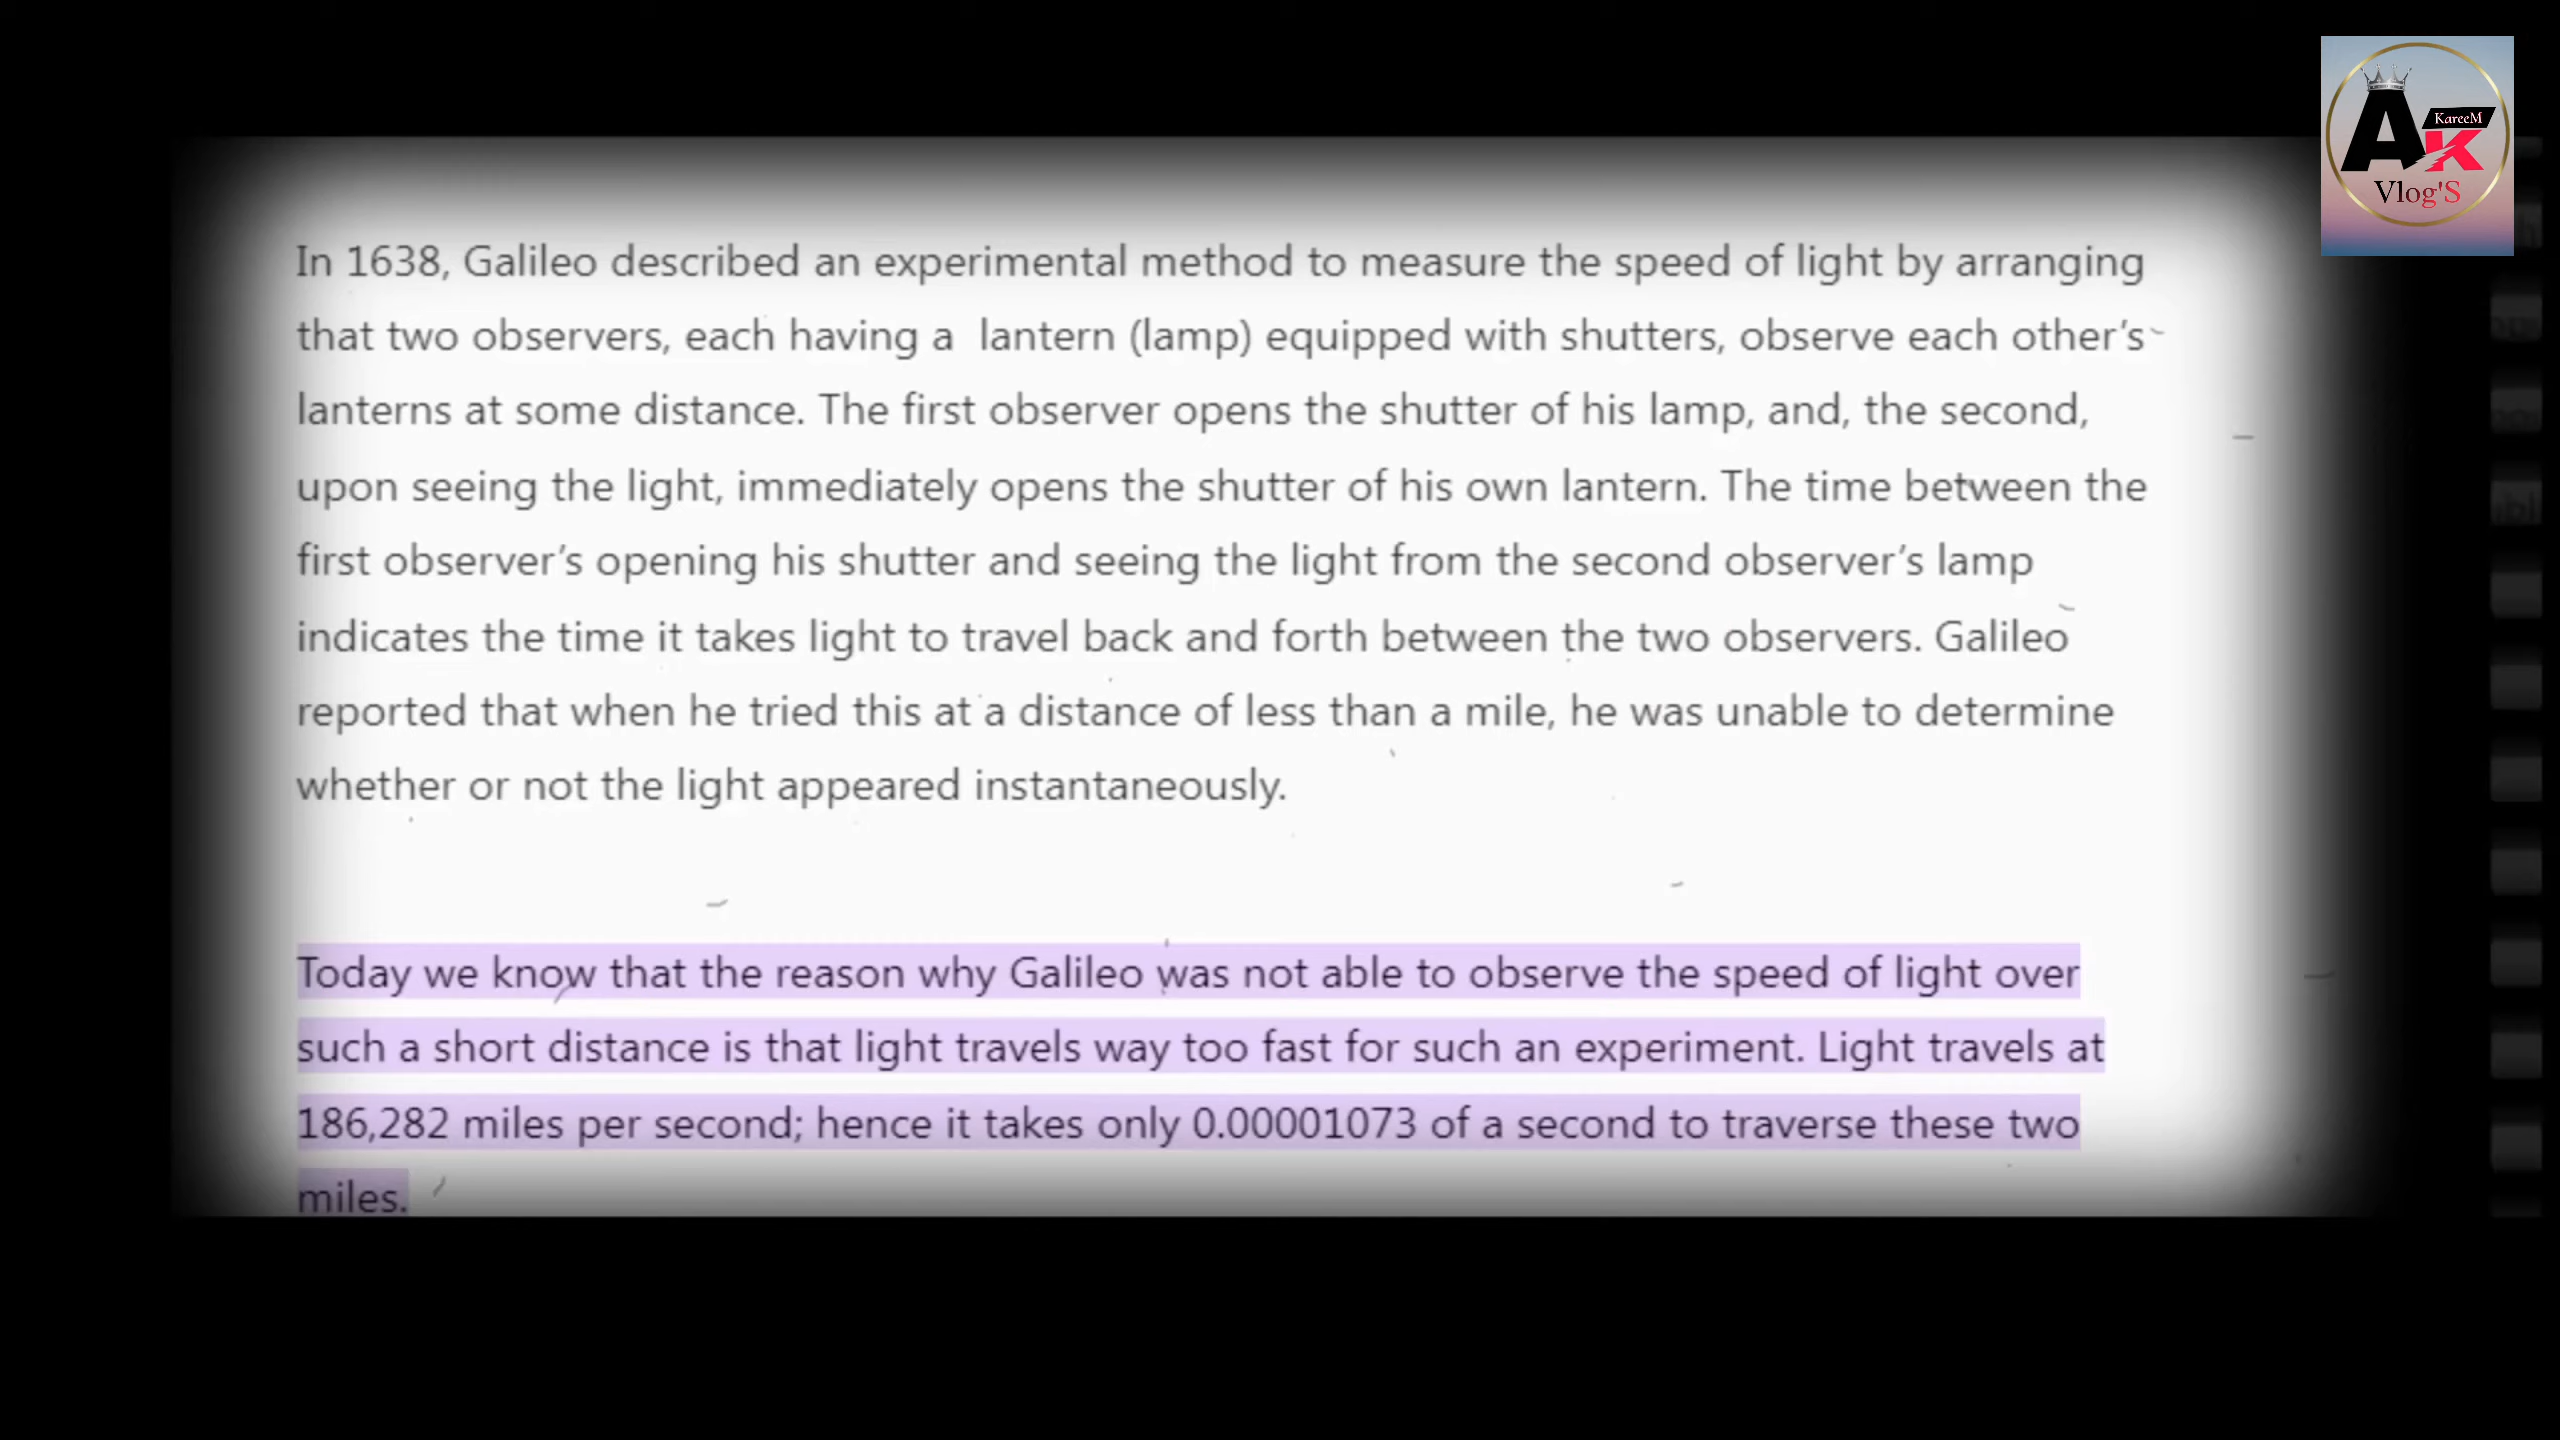 KareeM
AK
Vlog'S
In 1638, Galileo described an experimental method to measure the speed of light by arranging
that two observers, each having a lantern (lamp) equipped with shutters, observe each other’s
lanterns at some distance. The first observer opens the shutter of his lamp, and, the second,
upon seeing the light, immediately opens the shutter of his own lantern. The time between the
first observer’s opening his shutter and seeing the light from the second observer’s lamp
indicates the time it takes light to travel back and forth between the two observers. Galileo
reported that when he tried this at a distance of less than a mile, he was unable to determine
whether or not the light appeared instantaneously.
Today we know that the reason why Galileo was not able to observe the speed of light over
such a short distance is that light travels way too fast for such an experiment. Light travels at
186,282 miles per second; hence it takes only 0.00001073 of a second to traverse these two
miles.